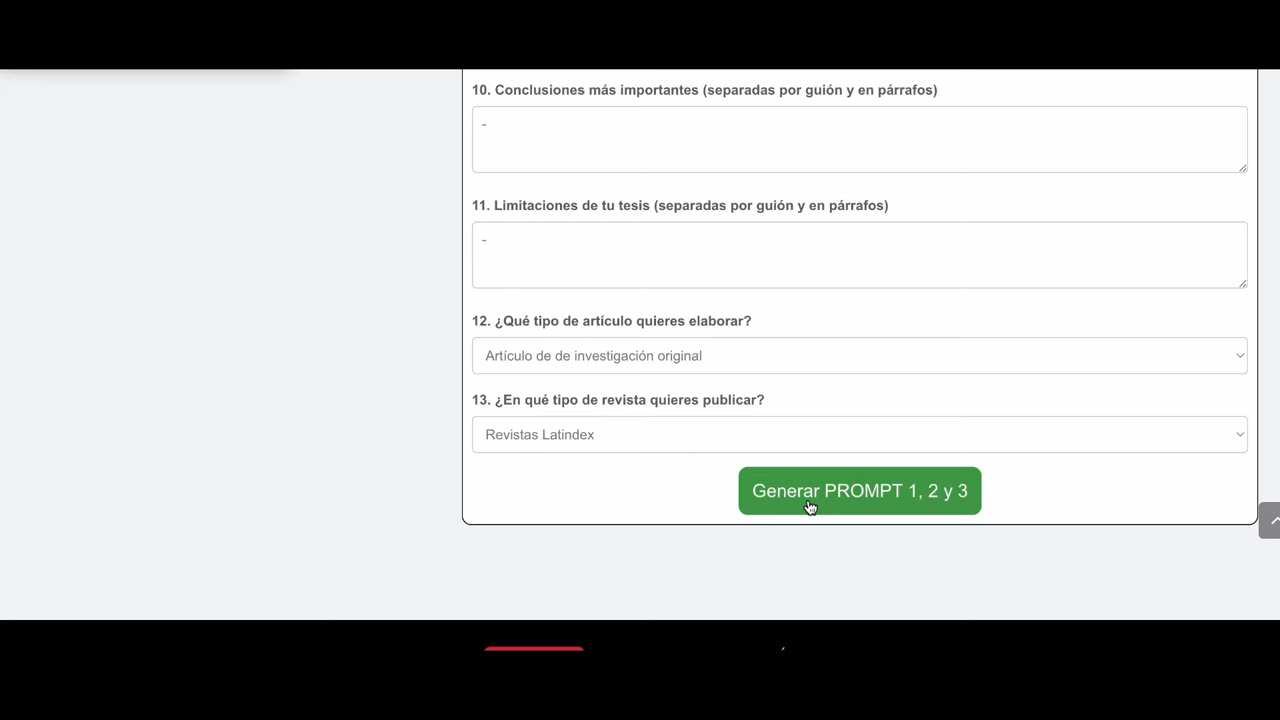 10. Conclusiones más importantes (separadas por guión y en párrafos)
-
11. Limitaciones de tu tesis (separadas por guión y en párrafos)
-
12. ¿Qué tipo de artículo quieres elaborar?
Artículo de de investigación original
13. ¿En qué tipo de revista quieres publicar?
Revistas Latindex
Generar PROMPT 1, 2 y 3